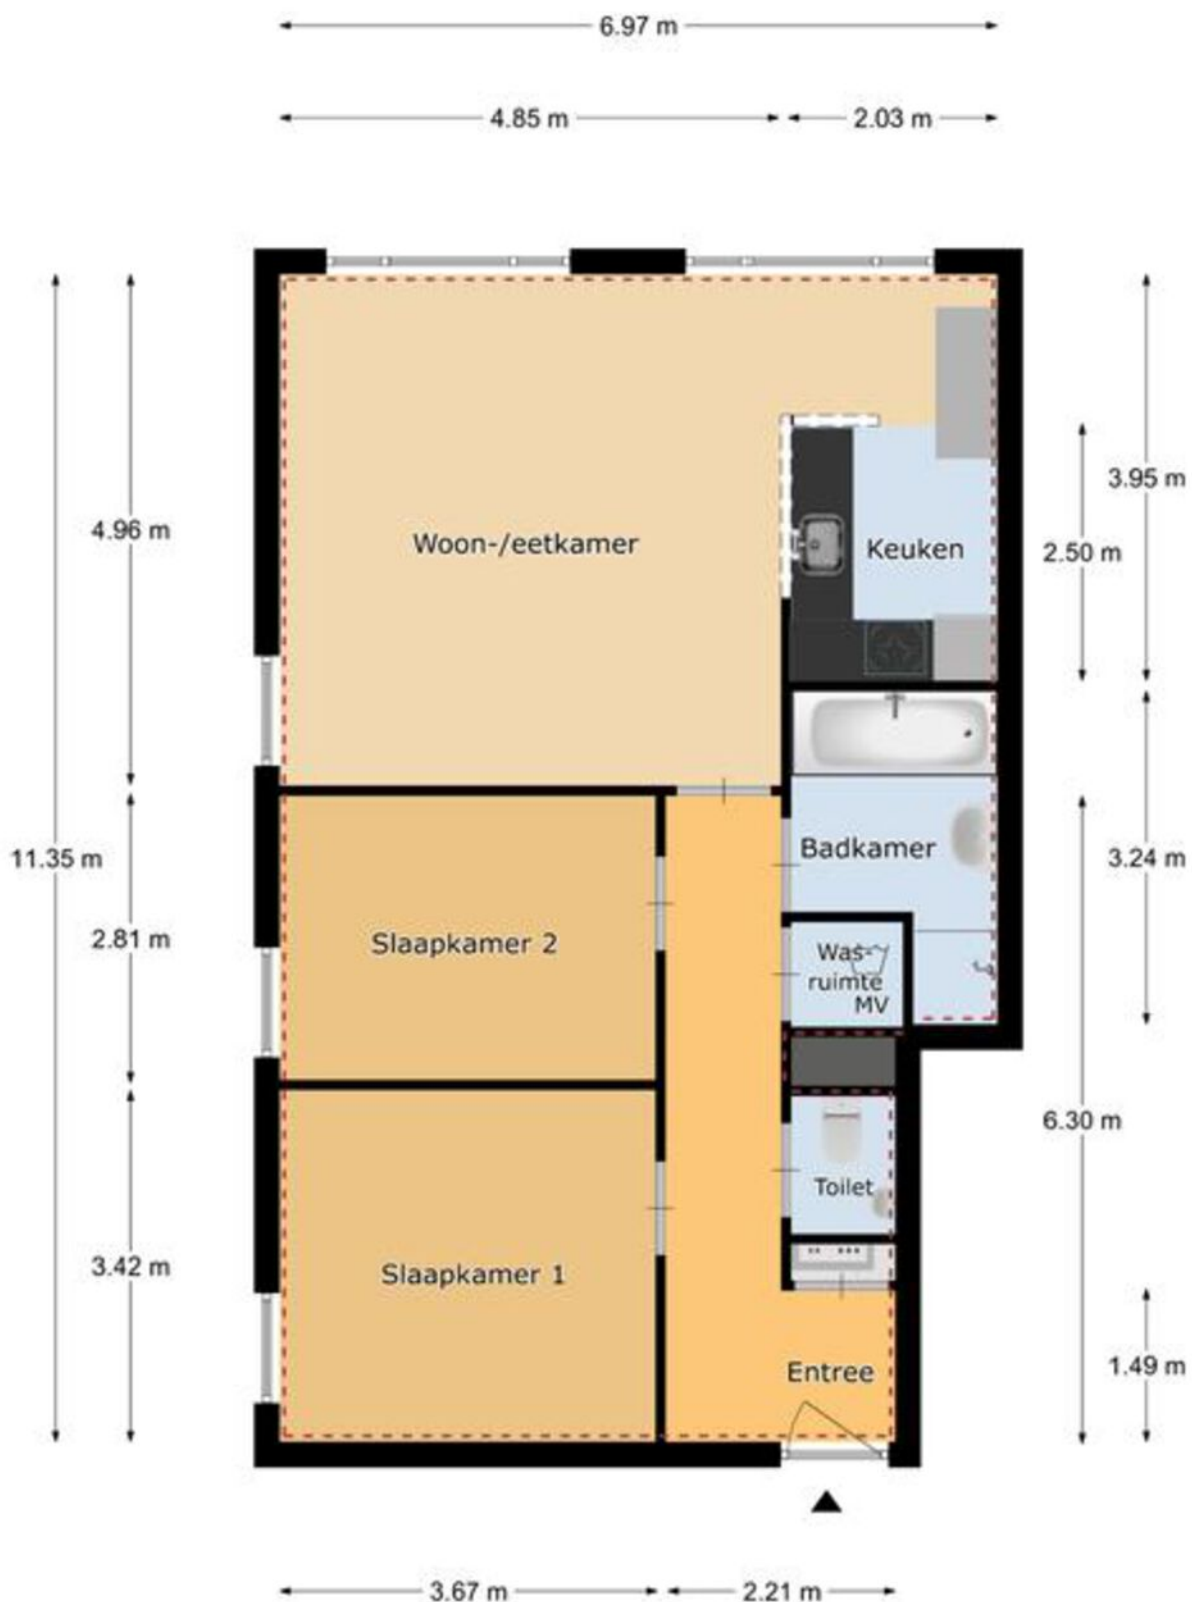 6.97 m
4.85 m
2.03 m
4.96 m
3.95 m
Woon-/eetkamer
Keuken
2.50 m
11.35 m
Badkamer
3.24 m
2.81 m
Slaapkamer 2
Was-
ruimte
MV
6.30 m
Toilet
3.42 m
Slaapkamer 1
Entree
1.49 m
3.67 m
2.21 m